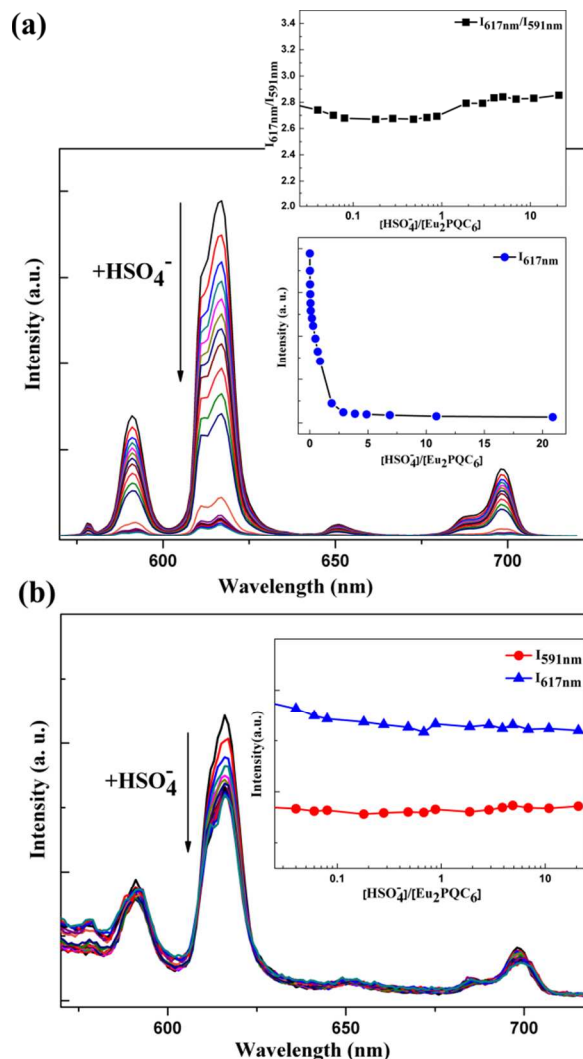 (a)
I617nm/I591nm
3.4
3.2
3.0
2.8
2.6
2.4
2.2
2.0
I617nm/I591nm
0.1 1 10
[HSO4-]/[Eu2PQC6]
+HSO4-
I617nm
Intensity (a. u.)
0 5 10 15 20
[HSO4-]/[Eu2PQC6]
Intensity (a.u.)
600 650 700
Wavelength (nm)
(b)
I591nm
I617nm
Intensity(a.u.)
0.1 1 10
[HSO4-]/[Eu2PQC6]
+HSO4-
Intensity (a. u.)
600 650 700
Wavelength (nm)